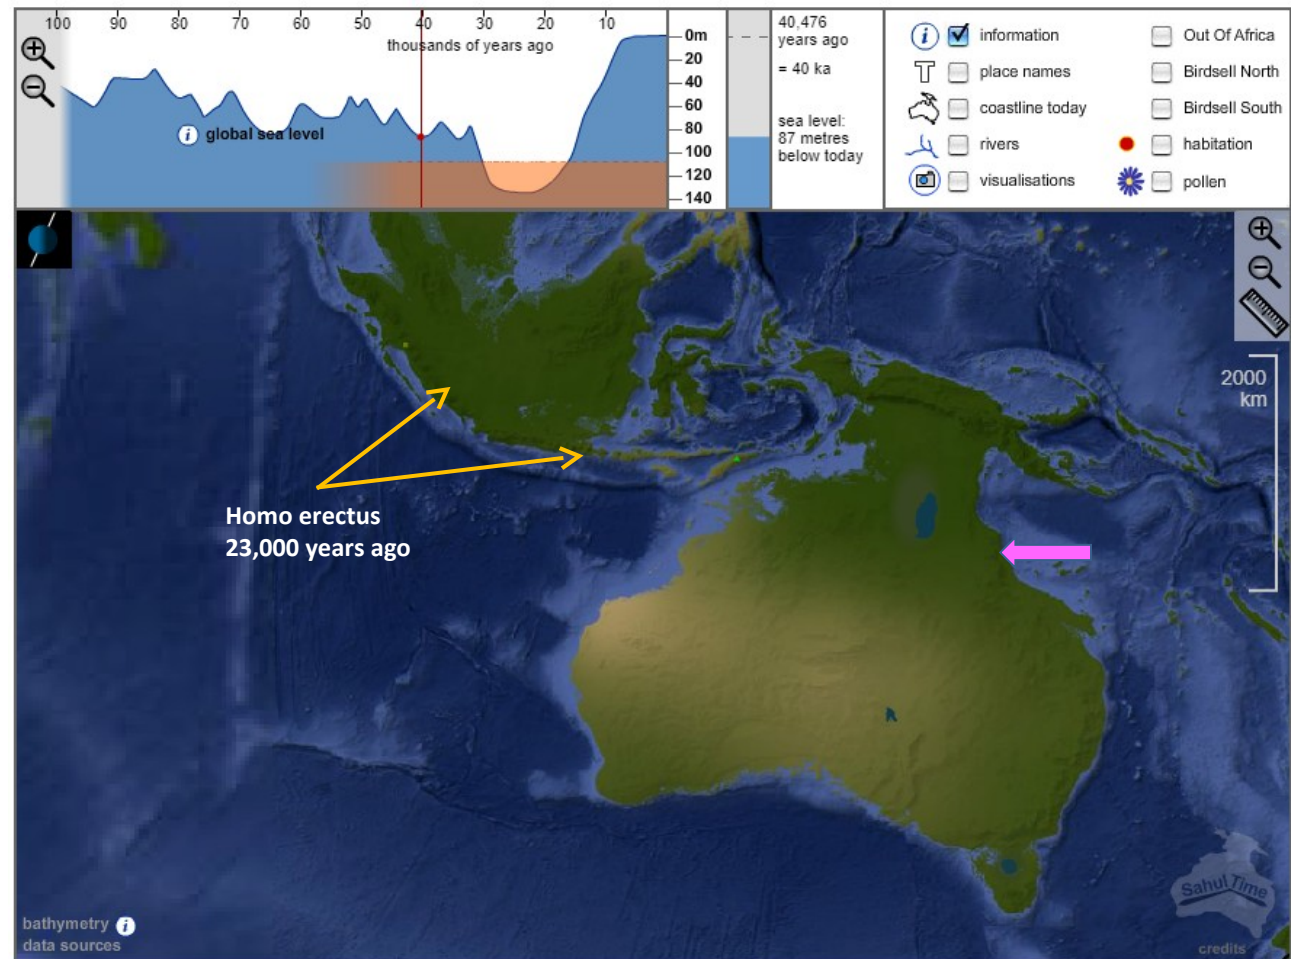 100 90 80 70 60 50 40 30 20 10
thousands of years ago
global sea level
0m
20
40
60
80
100
120
140
40,476
years ago
= 40 ka
sea level:
87 metres
below today
i information
T place names
coastline today
rivers
visualisations
Out Of Africa
Birdsell North
Birdsell South
habitation
pollen
2000
km
Homo erectus
23,000 years ago
Sahul Time
bathymetry i
data sources
credits